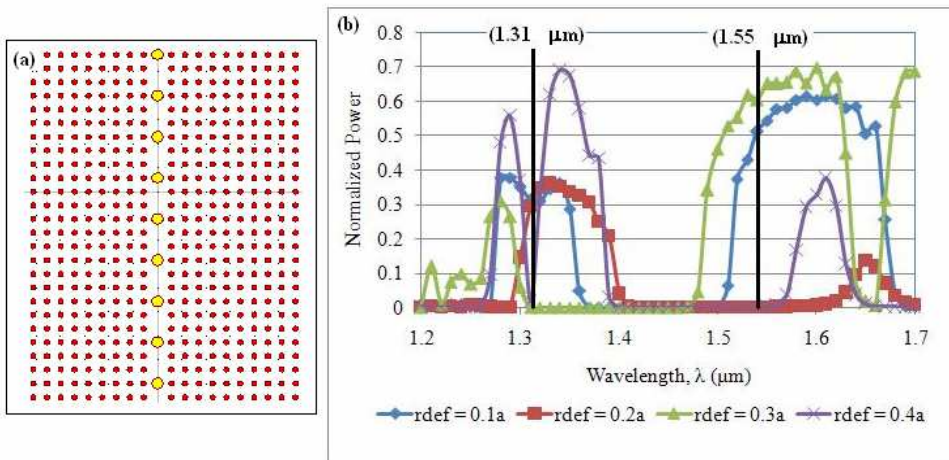 (a)
(b)
(1.31 μm)
(1.55 μm)
0.8
0.7
0.6
0.5
0.4
0.3
0.2
0.1
0
Normalized Power
1.2 1.3 1.4 1.5 1.6 1.7
Wavelength, λ (μm)
rdef = 0.1a rdef = 0.2a rdef = 0.3a rdef = 0.4a